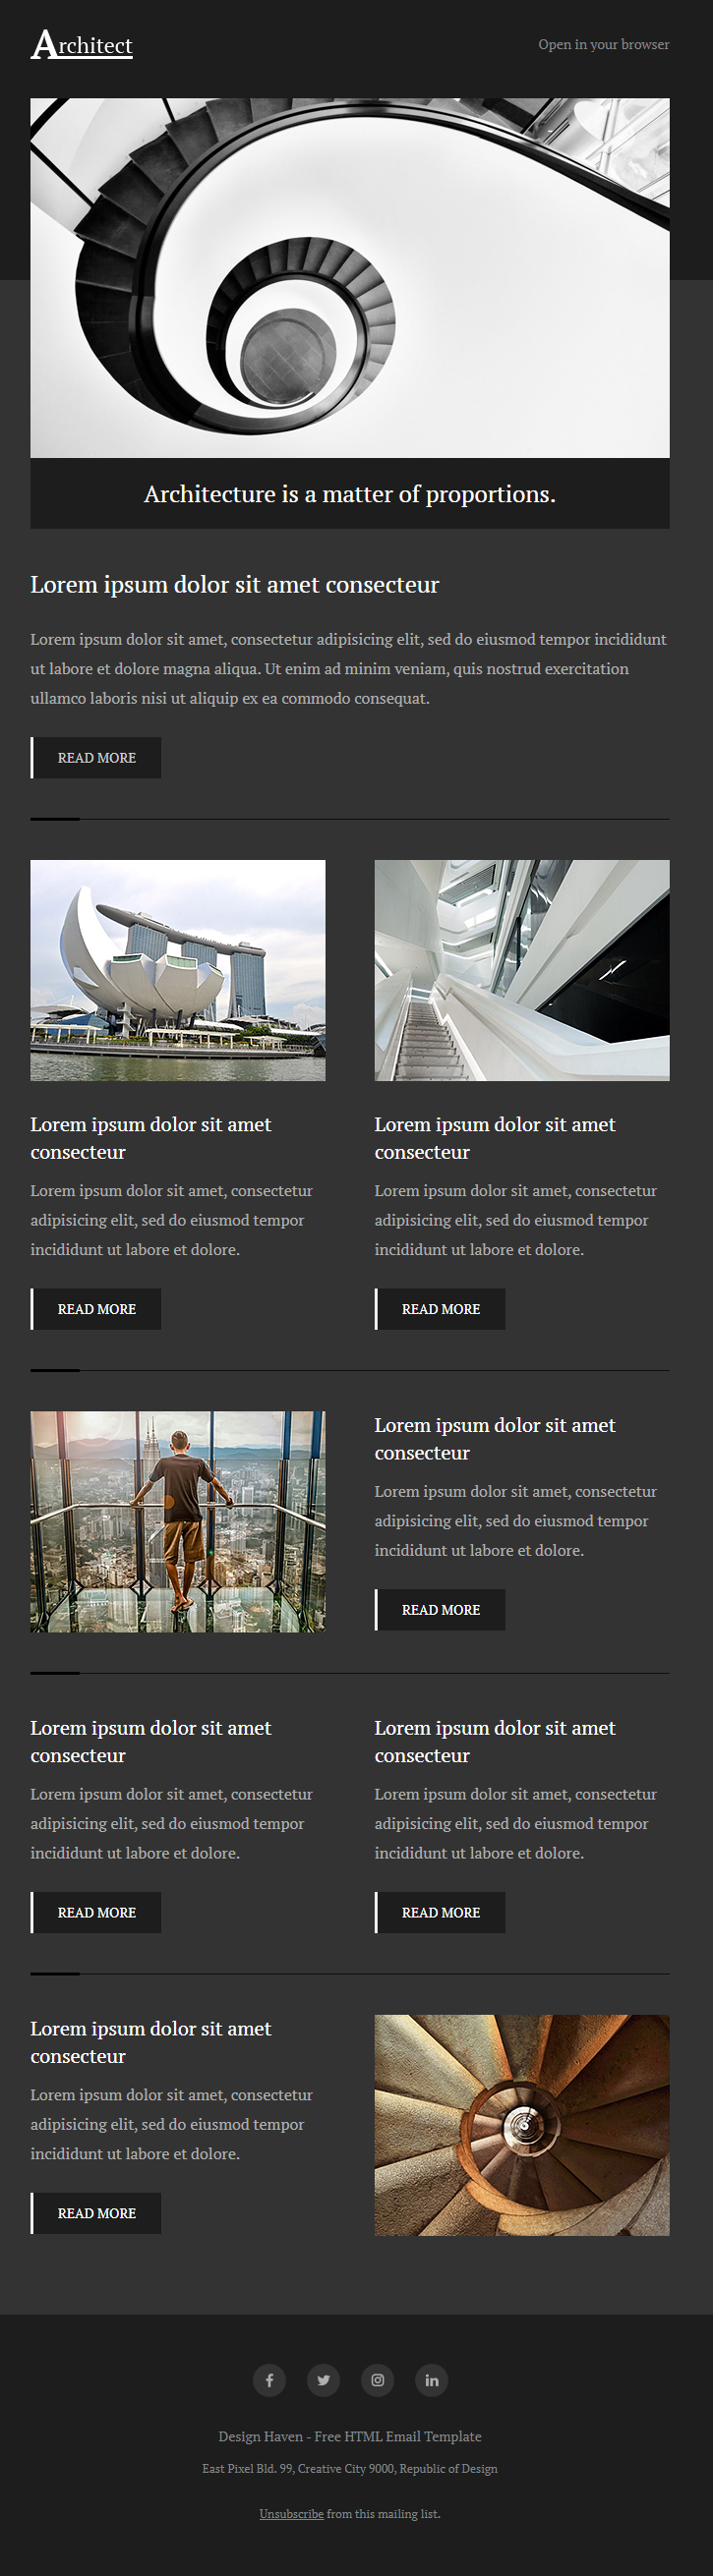 Architect
Open in your browser
Architecture is a matter of proportions.
Lorem ipsum dolor sit amet consecteur
Lorem ipsum dolor sit amet, consectetur adipisicing elit, sed do eiusmod tempor incididunt
ut labore et dolore magna aliqua. Ut enim ad minim veniam, quis nostrud exercitation
ullamco laboris nisi ut aliquip ex ea commodo consequat.
READ MORE
Lorem ipsum dolor sit amet
consecteur
Lorem ipsum dolor sit amet, consectetur
adipisicing elit, sed do eiusmod tempor
incididunt ut labore et dolore.
READ MORE
Lorem ipsum dolor sit amet
consecteur
Lorem ipsum dolor sit amet, consectetur
adipisicing elit, sed do eiusmod tempor
incididunt ut labore et dolore.
READ MORE
Lorem ipsum dolor sit amet
consecteur
Lorem ipsum dolor sit amet, consectetur
adipisicing elit, sed do eiusmod tempor
incididunt ut labore et dolore.
READ MORE
Lorem ipsum dolor sit amet
consecteur
Lorem ipsum dolor sit amet, consectetur
adipisicing elit, sed do eiusmod tempor
incididunt ut labore et dolore.
READ MORE
Lorem ipsum dolor sit amet
consecteur
Lorem ipsum dolor sit amet, consectetur
adipisicing elit, sed do eiusmod tempor
incididunt ut labore et dolore.
READ MORE
Lorem ipsum dolor sit amet
consecteur
Lorem ipsum dolor sit amet, consectetur
adipisicing elit, sed do eiusmod tempor
incididunt ut labore et dolore.
READ MORE
Design Haven - Free HTML Email Template
East Pixel Bld. 99, Creative City 9000, Republic of Design
Unsubscribe from this mailing list.